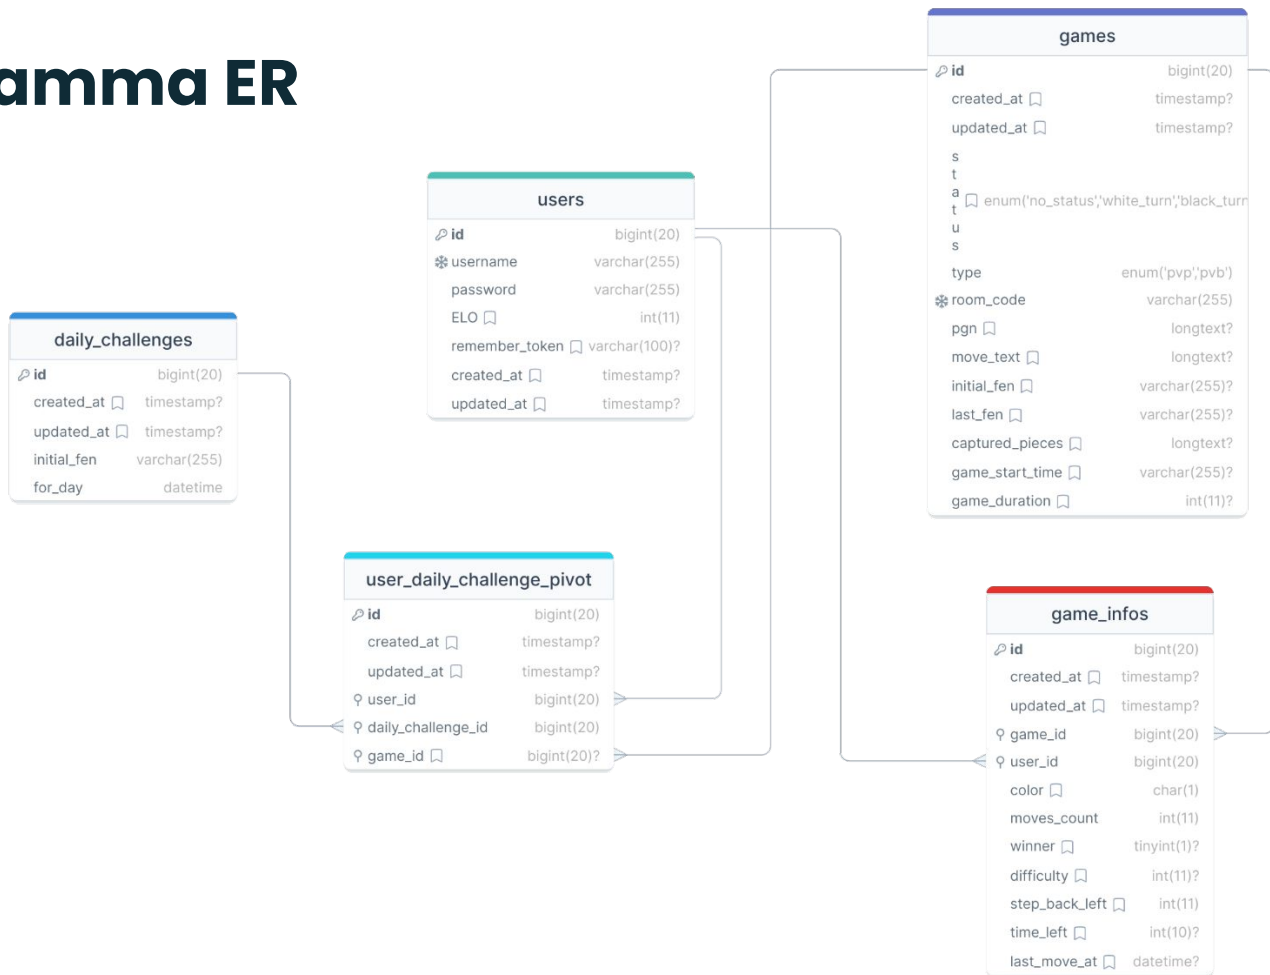 amma ER
games
id bigint(20)
created_at timestamp?
updated_at timestamp?
status enum('no_status','white_turn','black_turn
type enum('pvp','pvb')
room_code varchar(255)
pgn longtext?
move_text longtext?
initial_fen varchar(255)?
last_fen varchar(255)?
captured_pieces longtext?
game_start_time varchar(255)?
game_duration int(11)?
users
id bigint(20)
username varchar(255)
password varchar(255)
ELO int(11)
remember_token varchar(100)?
created_at timestamp?
updated_at timestamp?
daily_challenges
id bigint(20)
created_at timestamp?
updated_at timestamp?
initial_fen varchar(255)
for_day datetime
user_daily_challenge_pivot
id bigint(20)
created_at timestamp?
updated_at timestamp?
user_id bigint(20)
daily_challenge_id bigint(20)
game_id bigint(20)?
game_infos
id bigint(20)
created_at timestamp?
updated_at timestamp?
game_id bigint(20)
user_id bigint(20)
color char(1)
moves_count int(11)
winner tinyint(1)?
difficulty int(11)?
step_back_left int(11)
time_left int(10)?
last_move_at datetime?